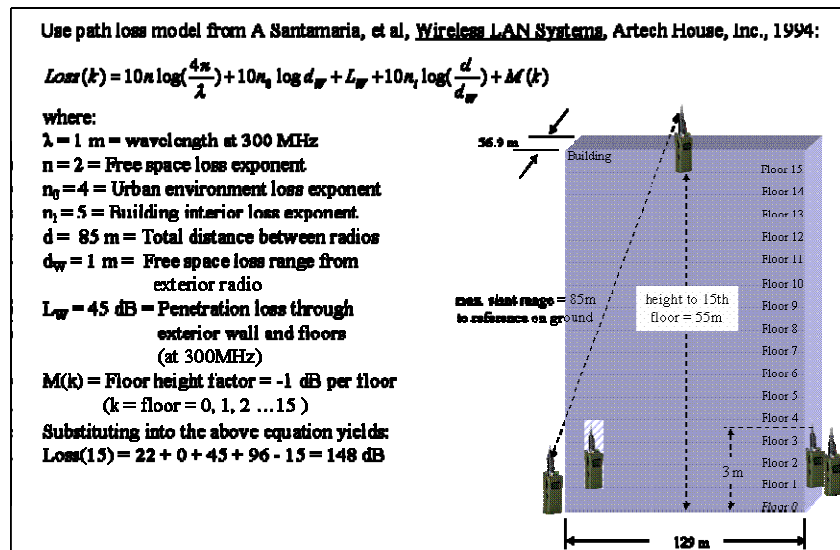 Use path loss model from A Santamaria, et al, Wireless LAN Systems, Artech House, Inc., 1994:
Loss(k) = 10n log(4π/λ) + 10n₀ log d_W + L_W + 10n_i log(d/d_W) + M(k)
where:
λ = 1 m = wavelength at 300 MHz
n = 2 = Free space loss exponent
n₀ = 4 = Urban environment loss exponent
n_i = 5 = Building interior loss exponent
d = 85 m = Total distance between radios
d_W = 1 m = Free space loss range from
exterior radio
L_W = 45 dB = Penetration loss through
exterior wall and floors
(at 300MHz)
M(k) = Floor height factor = -1 dB per floor
(k = floor = 0, 1, 2 ...15 )
Substituting into the above equation yields:
Loss(15) = 22 + 0 + 45 + 96 - 15 = 148 dB
56.9 m
Building
Floor 15
Floor 14
Floor 13
Floor 12
Floor 11
Floor 10
Floor 9
Floor 8
Floor 7
Floor 6
Floor 5
Floor 4
Floor 3
Floor 2
Floor 1
Floor 0
max. slant range = 85m
to reference on ground
height to 15th
floor = 55m
3 m
129 m